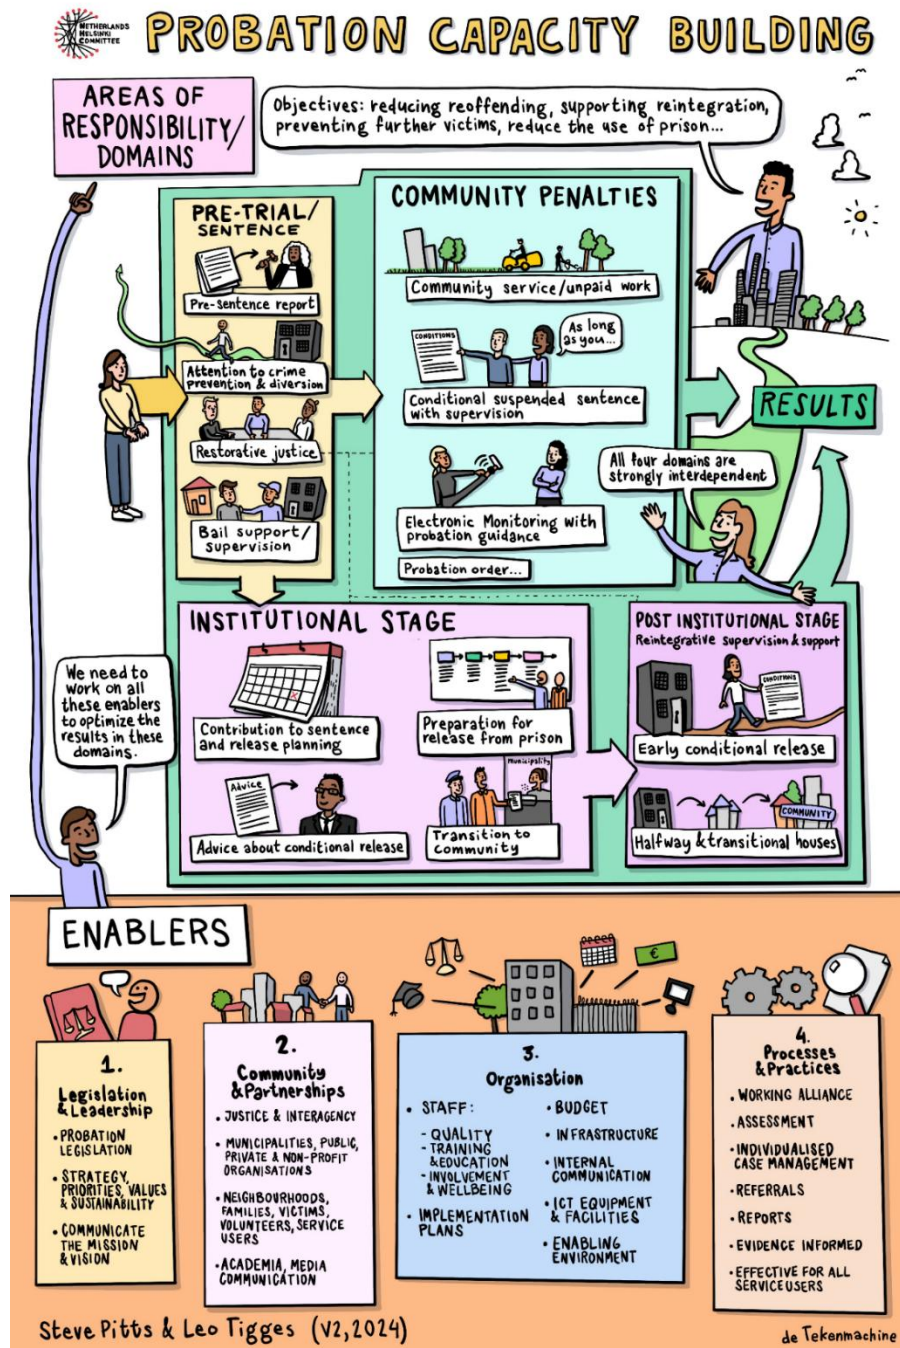 NETHERLANDS
HELSINKI
COMMITTEE
PROBATION CAPACITY BUILDING
AREAS OF
RESPONSIBILITY/
DOMAINS
Objectives: reducing reoffending, supporting reintegration,
preventing further victims, reduce the use of prison...
PRE-TRIAL/
SENTENCE
Pre-sentence report
Attention to crime
prevention & diversion
Restorative justice
Bail support/
supervision
COMMUNITY PENALTIES
Community service/unpaid work
CONDITIONS
As long
as you...
Conditional suspended sentence
with supervision
Electronic Monitoring with
probation guidance
Probation order...
RESULTS
All four domains are
strongly interdependent
INSTITUTIONAL STAGE
Contribution to sentence
and release planning
Preparation for
release from prison
Advice
Advice about conditional release
Municipality
Transition to
Community
POST INSTITUTIONAL STAGE
Reintegrative supervision & support
CONDITIONS
Early conditional release
COMMUNITY
Halfway & transitional houses
We need to
work on all
these enablers
to optimize the
results in these
domains.
ENABLERS
1.
Legislation
& Leadership
• PROBATION
LEGISLATION
• STRATEGY,
PRIORITIES, VALUES
& SUSTAINABILITY
• COMMUNICATE
THE MISSION
& VISION
2.
Community
& Partnerships
• JUSTICE & INTERAGENCY
• MUNICIPALITIES, PUBLIC,
PRIVATE & NON-PROFIT
ORGANISATIONS
• NEIGHBOURHOODS,
FAMILIES, VICTIMS,
VOLUNTEERS, SERVICE
USERS
• ACADEMIA, MEDIA
COMMUNICATION
3.
Organisation
• STAFF:
- QUALITY
- TRAINING
& EDUCATION
- INVOLVEMENT
& WELLBEING
• IMPLEMENTATION
PLANS
• BUDGET
• INFRASTRUCTURE
• INTERNAL
COMMUNICATION
• ICT EQUIPMENT
& FACILITIES
• ENABLING
ENVIRONMENT
4.
Processes
& Practices
• WORKING ALLIANCE
• ASSESSMENT
• INDIVIDUALISED
CASE MANAGEMENT
• REFERRALS
• REPORTS
• EVIDENCE INFORMED
• EFFECTIVE FOR ALL
SERVICE USERS
Steve Pitts & Leo Tigges (V2, 2024)
de Tekenmachine